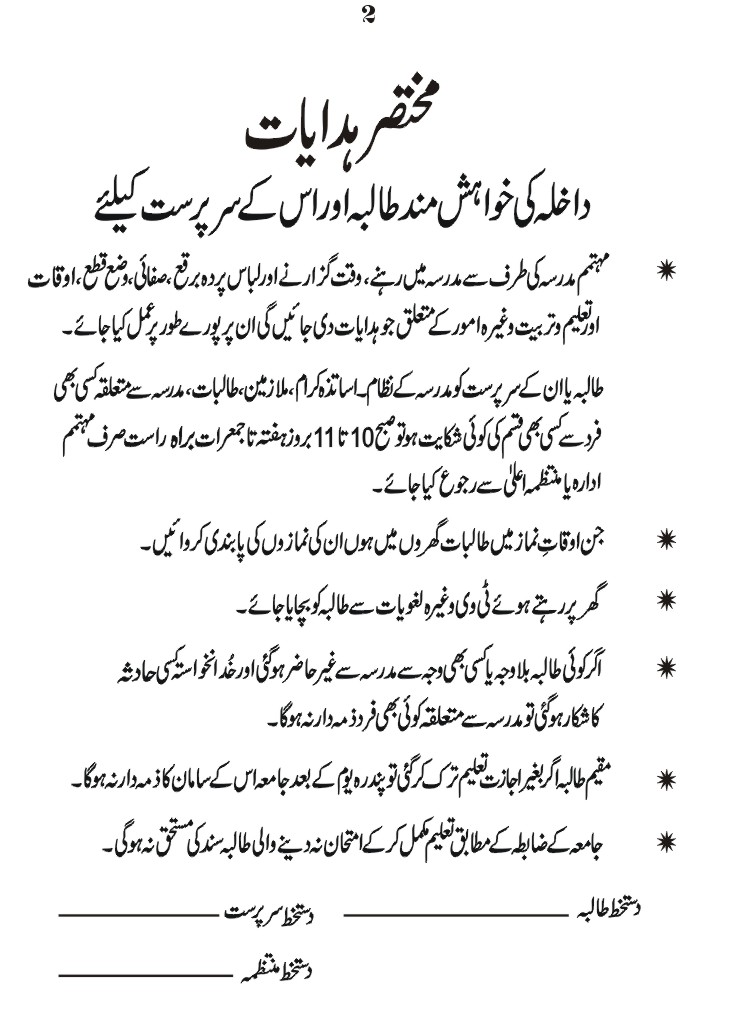 2
مختصر ہدایات
داخلہ کی خواہش مند طالبہ اور اس کے سرپرست کیلئے
✷ مہتمم مدرسہ کی طرف سے مدرسہ میں رہنے، وقت گزارنے اور لباس پردہ برقع، صفائی، وضع قطع، اوقات
اور تعلیم و تربیت وغیرہ امور کے متعلق جو ہدایات دی جائیں گی ان پر پورے طور پر عمل کیا جائے۔
طالبہ یا ان کے سرپرست کو مدرسہ کے نظام۔ اساتذہ کرام، ملازمین، طالبات، مدرسہ سے متعلقہ کسی بھی
فرد سے کسی بھی قسم کی کوئی شکایت ہو تو صبح 10 تا 11 بروز ہفتہ تا جمعرات براہ راست صرف مہتمم
ادارہ یا منتظمہ اعلیٰ سے رجوع کیا جائے۔
✷ جن اوقاتِ نماز میں طالبات گھروں میں ہوں ان کی نمازوں کی پابندی کروائیں۔
✷ گھر پر رہتے ہوئے ٹی وی وغیرہ لغویات سے طالبہ کو بچایا جائے۔
✷ اگر کوئی طالبہ بلاوجہ یا کسی بھی وجہ سے مدرسہ سے غیر حاضر ہوگئی اور خُدانخواستہ کسی حادثہ
کا شکار ہوگئی تو مدرسہ سے متعلقہ کوئی بھی فرد ذمہ دار نہ ہوگا۔
✷ مقیم طالبہ اگر بغیر اجازت تعلیم ترک کر گئی تو پندرہ یوم کے بعد جامعہ اس کے سامان کا ذمہ دار نہ ہوگا۔
✷ جامعہ کے ضابطہ کے مطابق تعلیم مکمل کر کے امتحان نہ دینے والی طالبہ سند کی مستحق نہ ہوگی۔
دستخط طالبہ ــــــــــــ دستخط سرپرست ــــــــــــ
دستخط منتظمہ ــــــــــــ